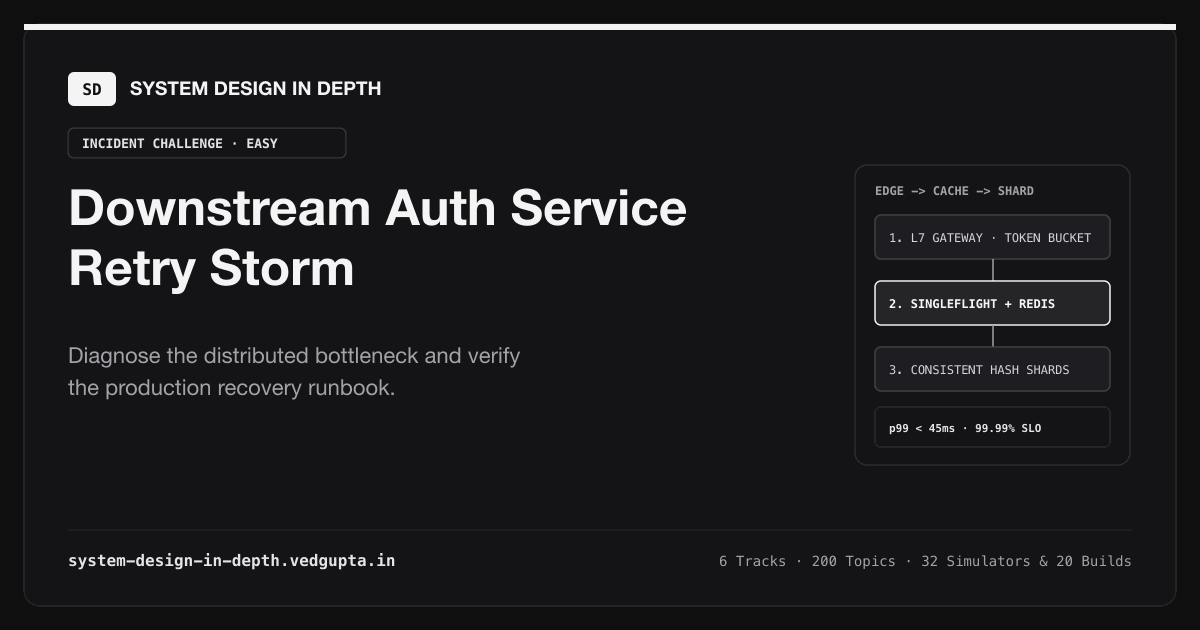 SD
SYSTEM DESIGN IN DEPTH
INCIDENT CHALLENGE · EASY
Downstream Auth Service
Retry Storm
Diagnose the distributed bottleneck and verify
the production recovery runbook.
EDGE -> CACHE -> SHARD
1. L7 GATEWAY · TOKEN BUCKET
2. SINGLEFLIGHT + REDIS
3. CONSISTENT HASH SHARDS
p99 < 45ms · 99.99% SLO
system-design-in-depth.vedgupta.in
6 Tracks · 200 Topics · 32 Simulators & 20 Builds